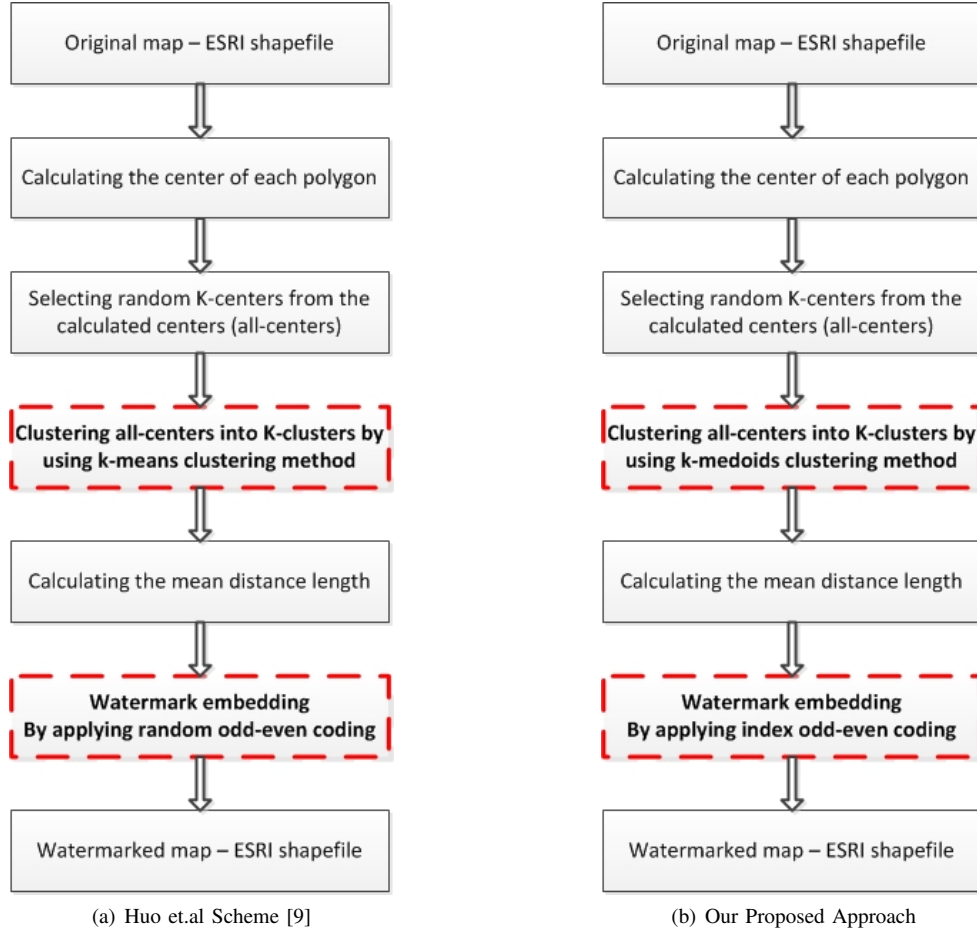 Original map – ESRI shapefile
Calculating the center of each polygon
Selecting random K-centers from the
calculated centers (all-centers)
Clustering all-centers into K-clusters by
using k-means clustering method
Calculating the mean distance length
Watermark embedding
By applying random odd-even coding
Watermarked map – ESRI shapefile
(a) Huo et.al Scheme [9]
Original map – ESRI shapefile
Calculating the center of each polygon
Selecting random K-centers from the
calculated centers (all-centers)
Clustering all-centers into K-clusters by
using k-medoids clustering method
Calculating the mean distance length
Watermark embedding
By applying index odd-even coding
Watermarked map – ESRI shapefile
(b) Our Proposed Approach